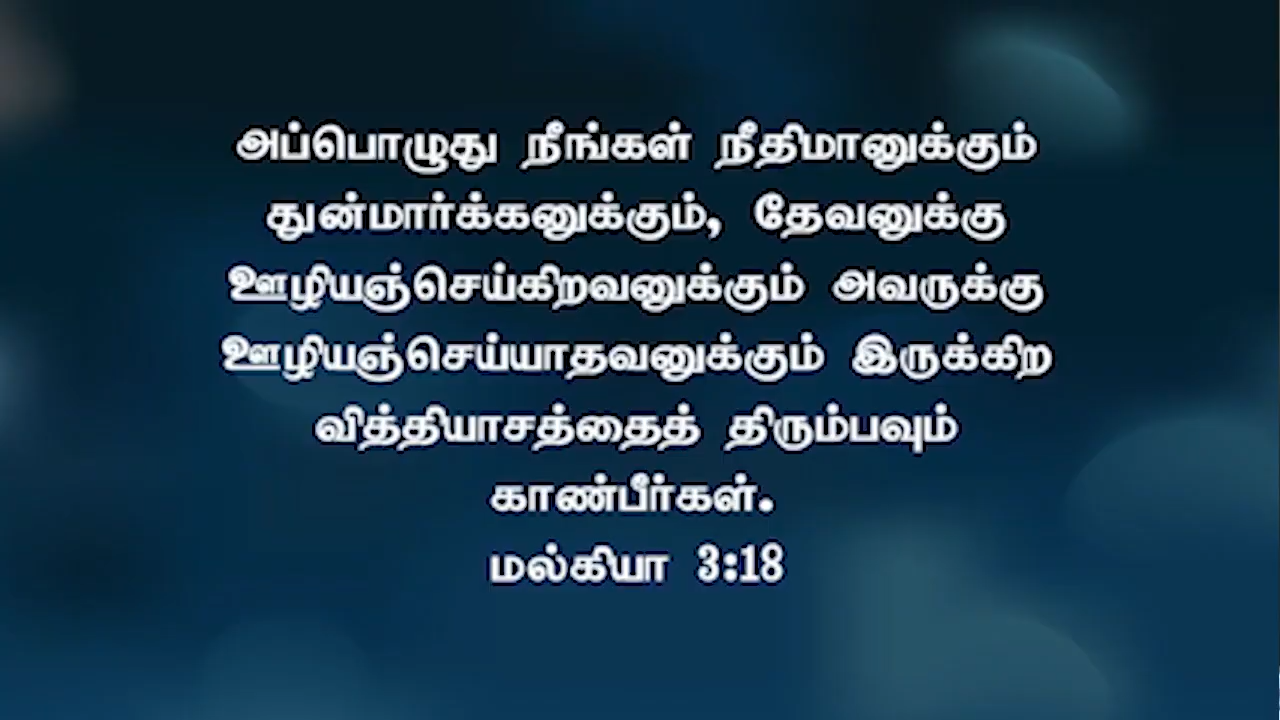 அப்பொழுது நீங்கள் நீதிமானுக்கும்
துன்மார்க்கனுக்கும், தேவனுக்கு
ஊழியஞ்செய்கிறவனுக்கும் அவருக்கு
ஊழியஞ்செய்யாதவனுக்கும் இருக்கிற
வித்தியாசத்தைத் திரும்பவும்
காண்பீர்கள்.
மல்கியா 3:18